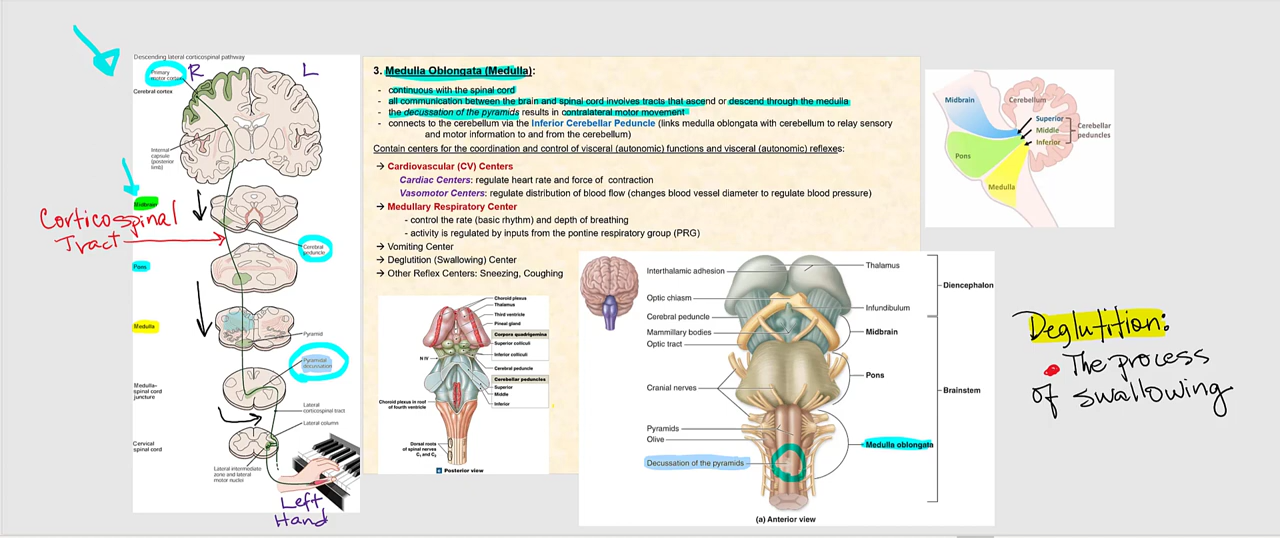 Descending lateral corticospinal pathway
Primary
motor cortex
R
L
Cerebral cortex
Internal
capsule
(posterior
limb)
Midbrain
Corticospinal
Tract
Cerebral
peduncle
Pons
Medulla
Pyramid
Pyramidal
decussation
Medulla-
spinal cord
juncture
Lateral
corticospinal tract
Lateral column
Cervical
spinal cord
Lateral intermediate
zone and lateral
motor nuclei
Left
Hand
3. Medulla Oblongata (Medulla):
- continuous with the spinal cord
- all communication between the brain and spinal cord involves tracts that ascend or descend through the medulla
- the decussation of the pyramids results in contralateral motor movement
- connects to the cerebellum via the Inferior Cerebellar Peduncle (links medulla oblongata with cerebellum to relay sensory
and motor information to and from the cerebellum)
Contain centers for the coordination and control of visceral (autonomic) functions and visceral (autonomic) reflexes:
→ Cardiovascular (CV) Centers
Cardiac Centers: regulate heart rate and force of contraction
Vasomotor Centers: regulate distribution of blood flow (changes blood vessel diameter to regulate blood pressure)
→ Medullary Respiratory Center
- control the rate (basic rhythm) and depth of breathing
- activity is regulated by inputs from the pontine respiratory group (PRG)
→ Vomiting Center
→ Deglutition (Swallowing) Center
→ Other Reflex Centers: Sneezing, Coughing
Choroid plexus
Thalamus
Third ventricle
Pineal gland
Corpora quadrigemina
Superior colliculi
Inferior colliculi
N IV
Cerebral peduncle
Cerebellar peduncles
Superior
Middle
Inferior
Choroid plexus in roof
of fourth ventricle
Dorsal roots
of spinal nerves
C₁ and C₂
Posterior view
Interthalamic adhesion
Optic chiasm
Cerebral peduncle
Mammillary bodies
Optic tract
Cranial nerves
Pyramids
Olive
Decussation of the pyramids
Thalamus
Infundibulum
Midbrain
Pons
Medulla oblongata
Diencephalon
Brainstem
(a) Anterior view
Midbrain
Cerebellum
Superior
Middle
Inferior
Cerebellar
peduncles
Pons
Medulla
Deglutition:
• The process
of swallowing